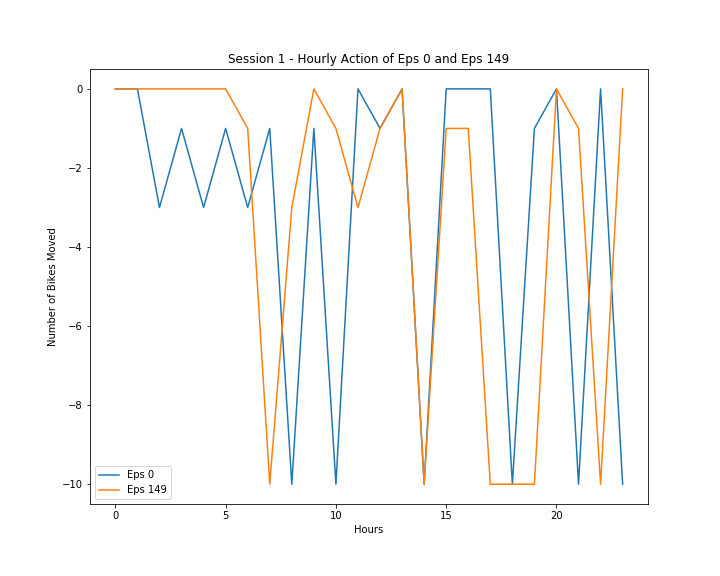 Session 1 - Hourly Action of Eps 0 and Eps 149
Number of Bikes Moved
0
−2
−4
−6
−8
−10
Eps 0
Eps 149
0 5 10 15 20
Hours